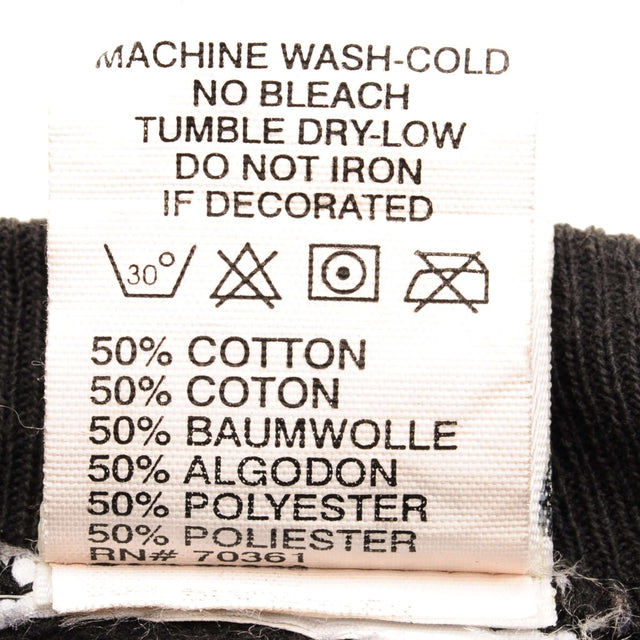 MACHINE WASH-COLD
NO BLEACH
TUMBLE DRY-LOW
DO NOT IRON
IF DECORATED
30°
50% COTTON
50% COTON
50% BAUMWOLLE
50% ALGODON
50% POLYESTER
50% POLIESTER
RN# 70361